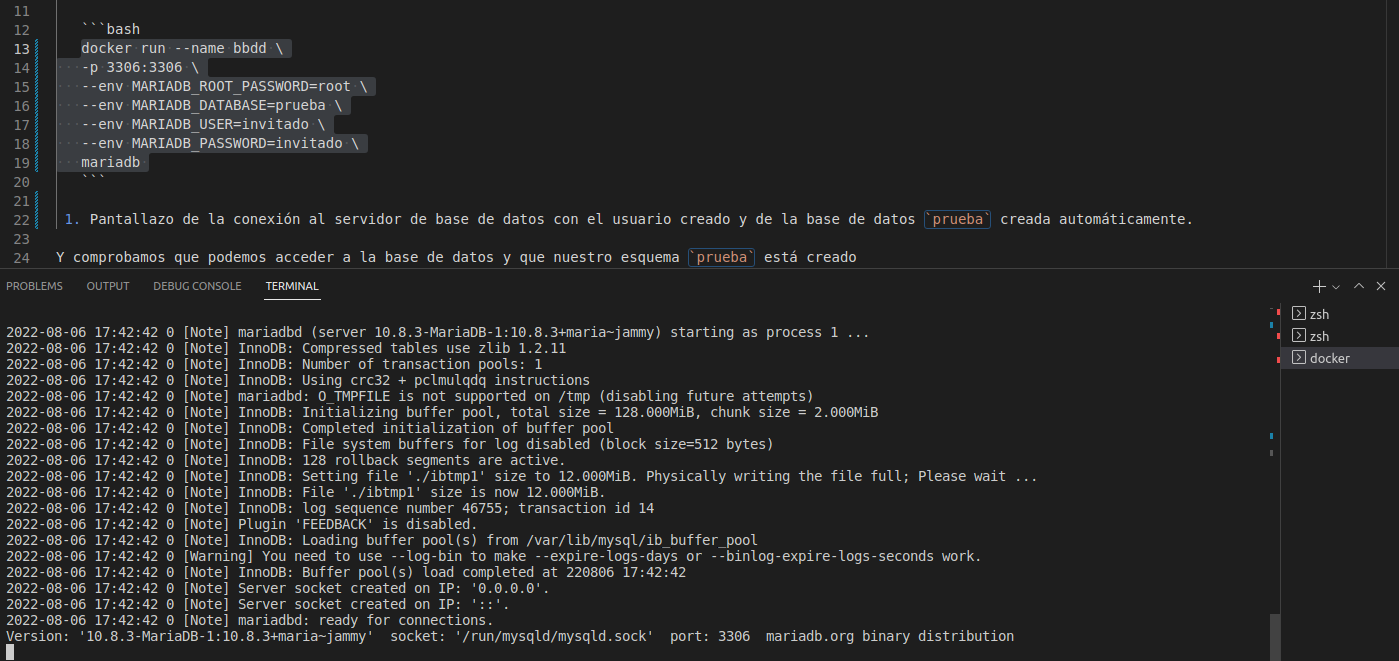 11
12 ```bash
13 docker run --name bbdd \
14 -p 3306:3306 \
15 --env MARIADB_ROOT_PASSWORD=root \
16 --env MARIADB_DATABASE=prueba \
17 --env MARIADB_USER=invitado \
18 --env MARIADB_PASSWORD=invitado \
19 mariadb
20 ```
21
22 1. Pantallazo de la conexión al servidor de base de datos con el usuario creado y de la base de datos `prueba` creada automáticamente.
23
24 Y comprobamos que podemos acceder a la base de datos y que nuestro esquema `prueba` está creado
PROBLEMS OUTPUT DEBUG CONSOLE TERMINAL
2022-08-06 17:42:42 0 [Note] mariadbd (server 10.8.3-MariaDB-1:10.8.3+maria~jammy) starting as process 1 ...
2022-08-06 17:42:42 0 [Note] InnoDB: Compressed tables use zlib 1.2.11
2022-08-06 17:42:42 0 [Note] InnoDB: Number of transaction pools: 1
2022-08-06 17:42:42 0 [Note] InnoDB: Using crc32 + pclmulqdq instructions
2022-08-06 17:42:42 0 [Note] mariadbd: O_TMPFILE is not supported on /tmp (disabling future attempts)
2022-08-06 17:42:42 0 [Note] InnoDB: Initializing buffer pool, total size = 128.000MiB, chunk size = 2.000MiB
2022-08-06 17:42:42 0 [Note] InnoDB: Completed initialization of buffer pool
2022-08-06 17:42:42 0 [Note] InnoDB: File system buffers for log disabled (block size=512 bytes)
2022-08-06 17:42:42 0 [Note] InnoDB: 128 rollback segments are active.
2022-08-06 17:42:42 0 [Note] InnoDB: Setting file './ibtmp1' size to 12.000MiB. Physically writing the file full; Please wait ...
2022-08-06 17:42:42 0 [Note] InnoDB: File './ibtmp1' size is now 12.000MiB.
2022-08-06 17:42:42 0 [Note] InnoDB: log sequence number 46755; transaction id 14
2022-08-06 17:42:42 0 [Note] Plugin 'FEEDBACK' is disabled.
2022-08-06 17:42:42 0 [Note] InnoDB: Loading buffer pool(s) from /var/lib/mysql/ib_buffer_pool
2022-08-06 17:42:42 0 [Warning] You need to use --log-bin to make --expire-logs-days or --binlog-expire-logs-seconds work.
2022-08-06 17:42:42 0 [Note] InnoDB: Buffer pool(s) load completed at 220806 17:42:42
2022-08-06 17:42:42 0 [Note] Server socket created on IP: '0.0.0.0'.
2022-08-06 17:42:42 0 [Note] Server socket created on IP: '::'.
2022-08-06 17:42:42 0 [Note] mariadbd: ready for connections.
Version: '10.8.3-MariaDB-1:10.8.3+maria~jammy'  socket: '/run/mysqld/mysqld.sock'  port: 3306  mariadb.org binary distribution
zsh
zsh
docker